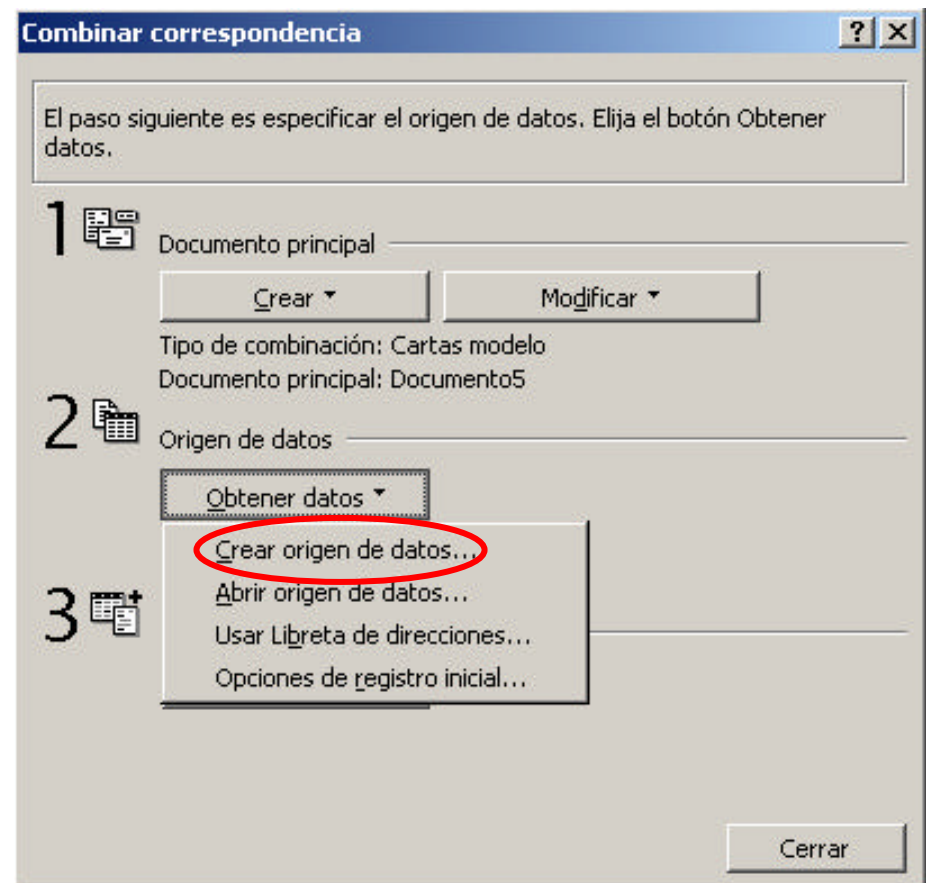 Combinar correspondencia
El paso siguiente es especificar el origen de datos. Elija el botón Obtener
datos.
1
Documento principal
Crear Modificar
Tipo de combinación: Cartas modelo
Documento principal: Documento5
2
Origen de datos
Obtener datos
Crear origen de datos...
Abrir origen de datos...
3
Usar Libreta de direcciones...
Opciones de registro inicial...
Cerrar